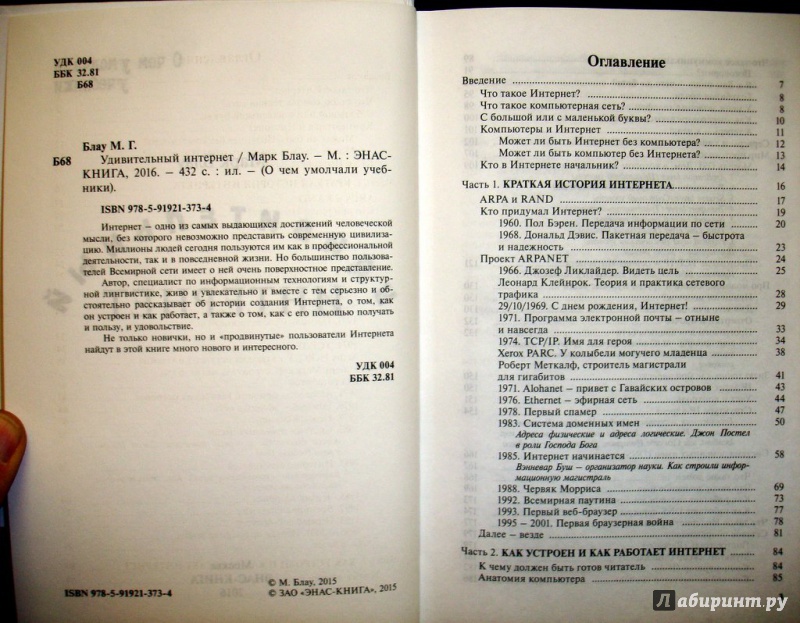 УДК 004
ББК 32.81
Б68
Блау М. Г.
Б68 Удивительный интернет / Марк Блау. – М. : ЭНАС-
КНИГА, 2016. – 432 с. : ил. – (О чем умолчали учеб-
ники).
ISBN 978-5-91921-373-4
Интернет – одно из самых выдающихся достижений человеческой
мысли, без которого невозможно представить современную цивилиза-
цию. Миллионы людей сегодня пользуются им как в профессиональной
деятельности, так и в повседневной жизни. Но большинство пользова-
телей Всемирной сети имеет о ней очень поверхностное представление.
Автор, специалист по информационным технологиям и структур-
ной лингвистике, живо и увлекательно и вместе с тем серьезно и об-
стоятельно рассказывает об истории создания Интернета, о том, как
он устроен и как работает, а также о том, как с его помощью получать
и пользу, и удовольствие.
Не только новички, но и «продвинутые» пользователи Интернета
найдут в этой книге много нового и интересного.
УДК 004
ББК 32.81
© М. Блау, 2015
ISBN 978-5-91921-373-4 © ЗАО «ЭНАС-КНИГА», 2015
Оглавление
Введение 7
Что такое Интернет? 8
Что такое компьютерная сеть? 8
С большой или с маленькой буквы? 10
Компьютеры и Интернет 11
Может ли быть Интернет без компьютера? 12
Может ли быть компьютер без Интернета? 13
Кто в Интернете начальник? 14
Часть 1. КРАТКАЯ ИСТОРИЯ ИНТЕРНЕТА 16
ARPA и RAND 17
Кто придумал Интернет? 19
1960. Пол Бэрен. Передача информации по сети 20
1968. Дональд Дэвис. Пакетная передача – быстрота
и надежность 23
Проект ARPANET 24
1966. Джозеф Ликлайдер. Видеть цель 25
Леонард Клейнрок. Теория и практика сетевого
трафика 28
29/10/1969. С днем рождения, Интернет! 29
1971. Программа электронной почты – отныне
и навсегда 33
1974. TCP/IP. Имя для героя 34
Xerox PARC. У колыбели могучего младенца 38
Роберт Меткалф, строитель магистрали
для гигабитов 41
1971. Alohanet – привет с Гавайских островов 43
1976. Ethernet – эфирная сеть 44
1978. Первый спамер 47
1983. Система доменных имен 50
Адреса физические и адреса логические. Джон Постел
в роли Господа Бога
1985. Интернет начинается 58
Вэнневар Буш – организатор науки. Как строили инфор-
мационную магистраль
1988. Червяк Морриса 69
1992. Всемирная паутина 73
1993. Первый веб-браузер 77
1995 – 2001. Первая браузерная война 78
Далее – везде 81
Часть 2. КАК УСТРОЕН И КАК РАБОТАЕТ ИНТЕРНЕТ 84
К чему должен быть готов читатель 84
Анатомия компьютера 85
Лабиринт.ру